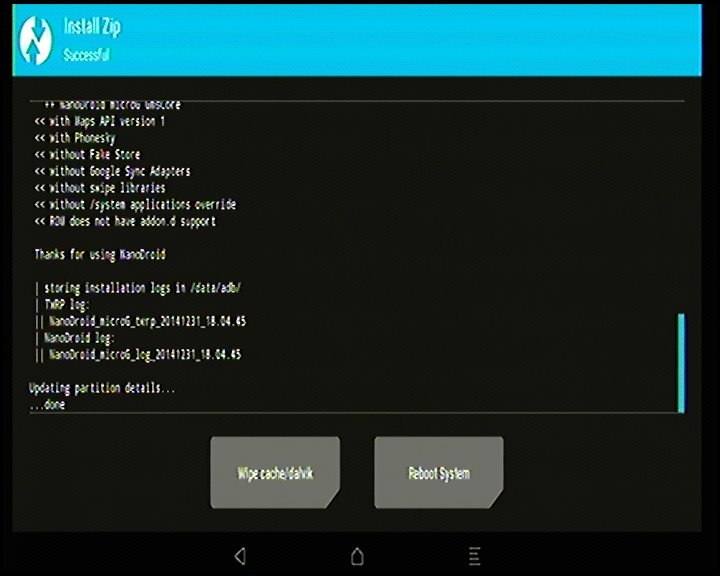 Install Zip
Successful
++ NanoDroid microG GmsCore
<< with Maps API version 1
<< with Phonesky
<< without Fake Store
<< without Google Sync Adapters
<< without swipe libraries
<< without /system applications override
<< ROM does not have addon.d support
Thanks for using NanoDroid
| storing installation logs in /data/adb/
| TWRP log:
|| NanoDroid_microG_twrp_20141231_18.04.45
| NanoDroid log:
|| NanoDroid_microG_log_20141231_18.04.45
Updating partition details...
...done
Wipe cache/dalvik
Reboot System